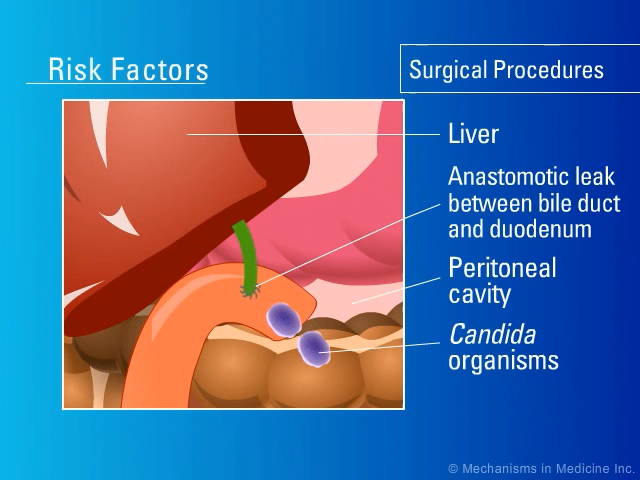 Risk Factors
Surgical Procedures
Liver
Anastomotic leak
between bile duct
and duodenum
Peritoneal
cavity
Candida
organisms
© Mechanisms in Medicine Inc.